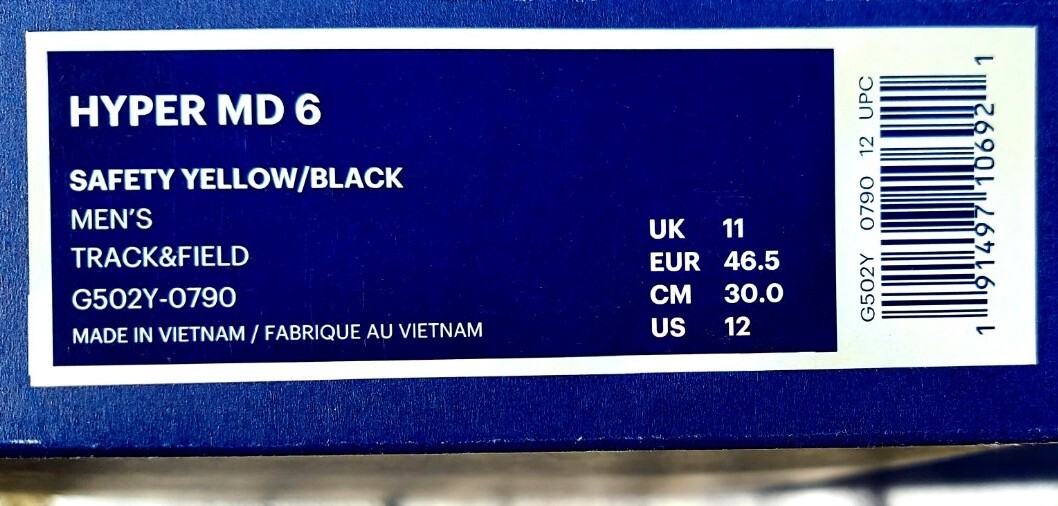 HYPER MD 6
SAFETY YELLOW/BLACK
MEN'S
TRACK&FIELD
G502Y-0790
MADE IN VIETNAM / FABRIQUE AU VIETNAM
UK 11
EUR 46.5
CM 30.0
US 12
G502Y 0790 12 UPC
1 91497 10692 1